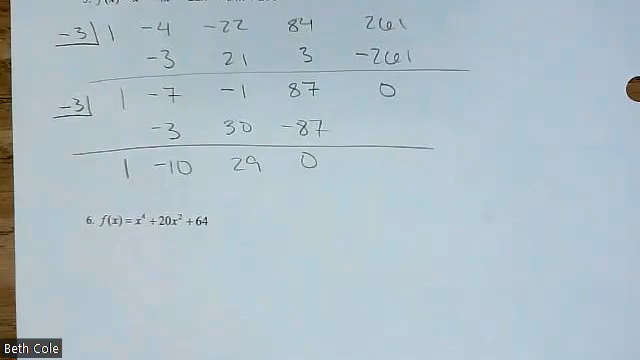 -3| 1 -4 -22 84 261
-3 21 3 -261
-3| 1 -7 -1 87 0
-3 30 -87
1 -10 29 0
6. f(x) = x⁴ + 20x² + 64
Beth Cole